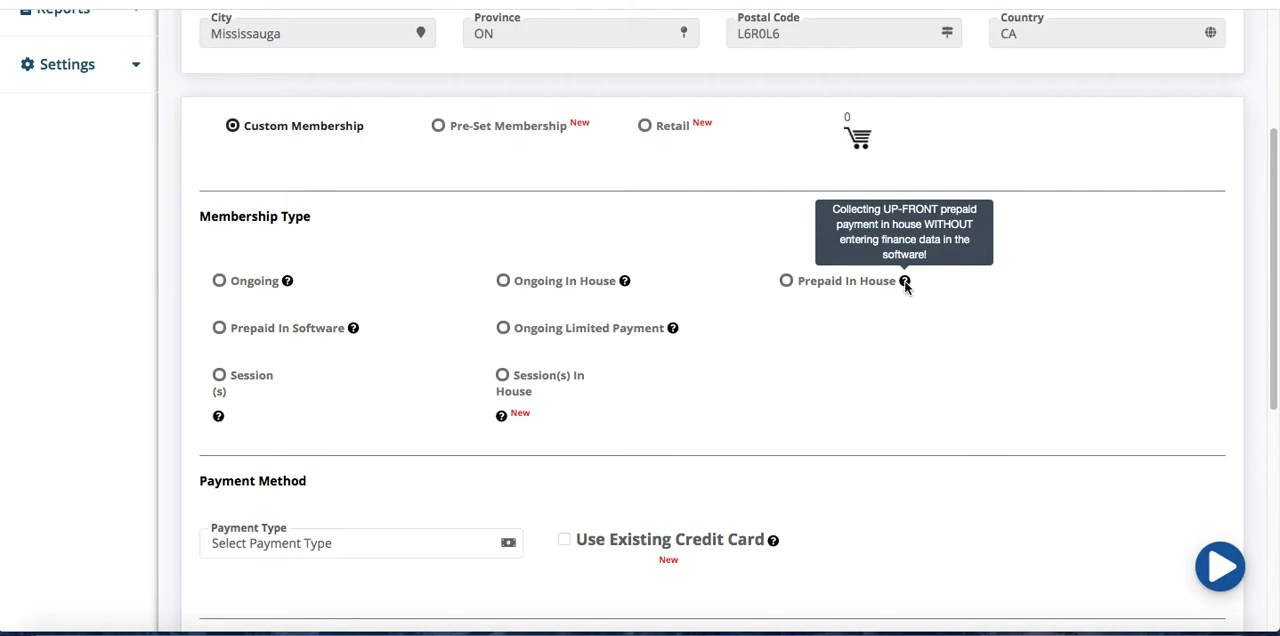 Reports
City
Mississauga
Province
ON
Postal Code
L6R0L6
Country
CA
Settings
Custom Membership
Pre-Set Membership New
Retail New
0
Membership Type
Collecting UP-FRONT prepaid
payment in house WITHOUT
entering finance data in the
software!
Ongoing ?
Ongoing In House ?
Prepaid In House ?
Prepaid In Software ?
Ongoing Limited Payment ?
Session
(s)
?
Session(s) In
House
? New
Payment Method
Payment Type
Select Payment Type
Use Existing Credit Card ?
New